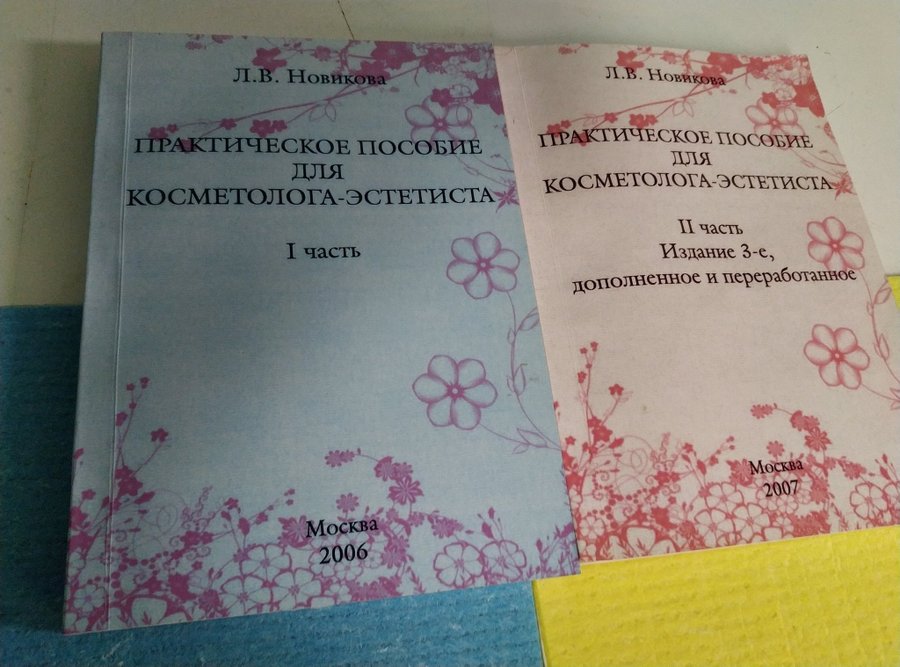 Л.В. Новикова
ПРАКТИЧЕСКОЕ ПОСОБИЕ
ДЛЯ
КОСМЕТОЛОГА-ЭСТЕТИСТА
I часть
Москва
2006
Л.В. Новикова
ПРАКТИЧЕСКОЕ ПОСОБИЕ
ДЛЯ
КОСМЕТОЛОГА-ЭСТЕТИСТА
II часть
Издание 3-е,
дополненное и переработанное
Москва
2007